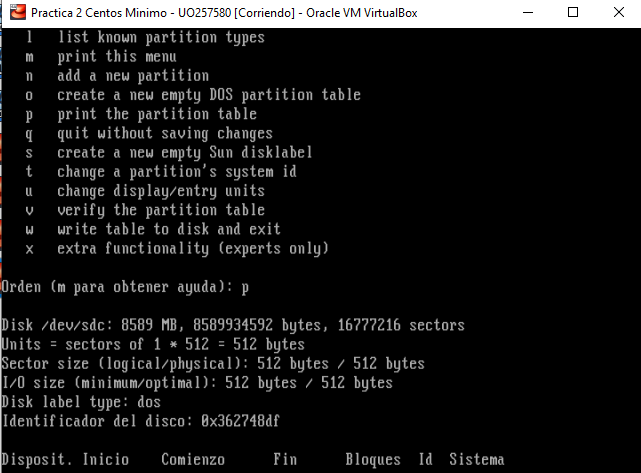 Practica 2 Centos Minimo - UO257580 [Corriendo] - Oracle VM VirtualBox
l list known partition types
m print this menu
n add a new partition
o create a new empty DOS partition table
p print the partition table
q quit without saving changes
s create a new empty Sun disklabel
t change a partition's system id
u change display/entry units
v verify the partition table
w write table to disk and exit
x extra functionality (experts only)
Orden (m para obtener ayuda): p
Disk /dev/sdc: 8589 MB, 8589934592 bytes, 16777216 sectors
Units = sectors of 1 * 512 = 512 bytes
Sector size (logical/physical): 512 bytes / 512 bytes
I/O size (minimum/optimal): 512 bytes / 512 bytes
Disk label type: dos
Identificador del disco: 0x362748df
Disposit. Inicio Comienzo Fin Bloques Id Sistema